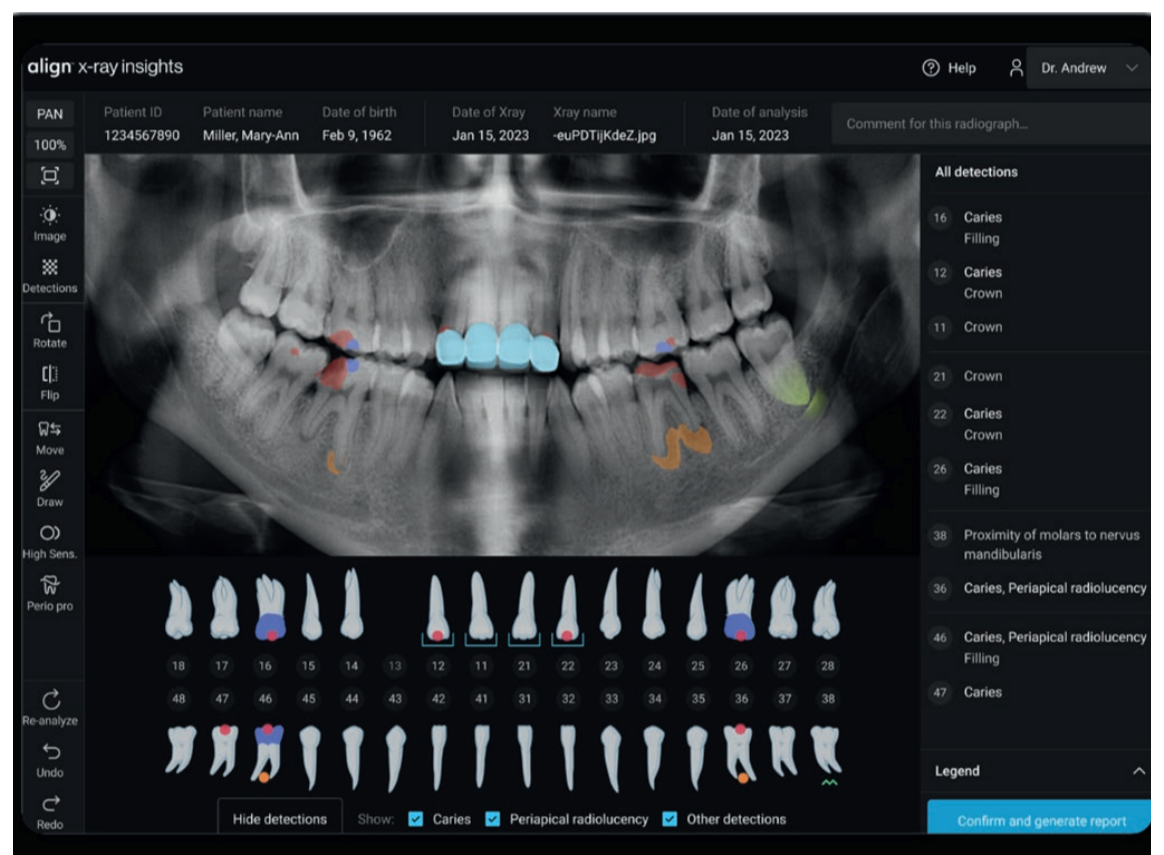 align x-ray insights
Help
Dr. Andrew
PAN
100%
Patient ID
1234567890
Patient name
Miller, Mary-Ann
Date of birth
Feb 9, 1962
Date of Xray
Jan 15, 2023
Xray name
-euPDTijKdeZ.jpg
Date of analysis
Jan 15, 2023
Comment for this radiograph...
Image
Detections
Rotate
Flip
Move
Draw
High Sens.
Perio pro
Re-analyze
Undo
Redo
All detections
16 Caries
Filling
12 Caries
Crown
11 Crown
21 Crown
22 Caries
Crown
26 Caries
Filling
38 Proximity of molars to nervus
mandibularis
36 Caries, Periapical radiolucency
46 Caries, Periapical radiolucency
Filling
47 Caries
Legend
Confirm and generate report
18 17 16 15 14 13 12 11 21 22 23 24 25 26 27 28
48 47 46 45 44 43 42 41 31 32 33 34 35 36 37 38
Hide detections
Show: Caries Periapical radiolucency Other detections